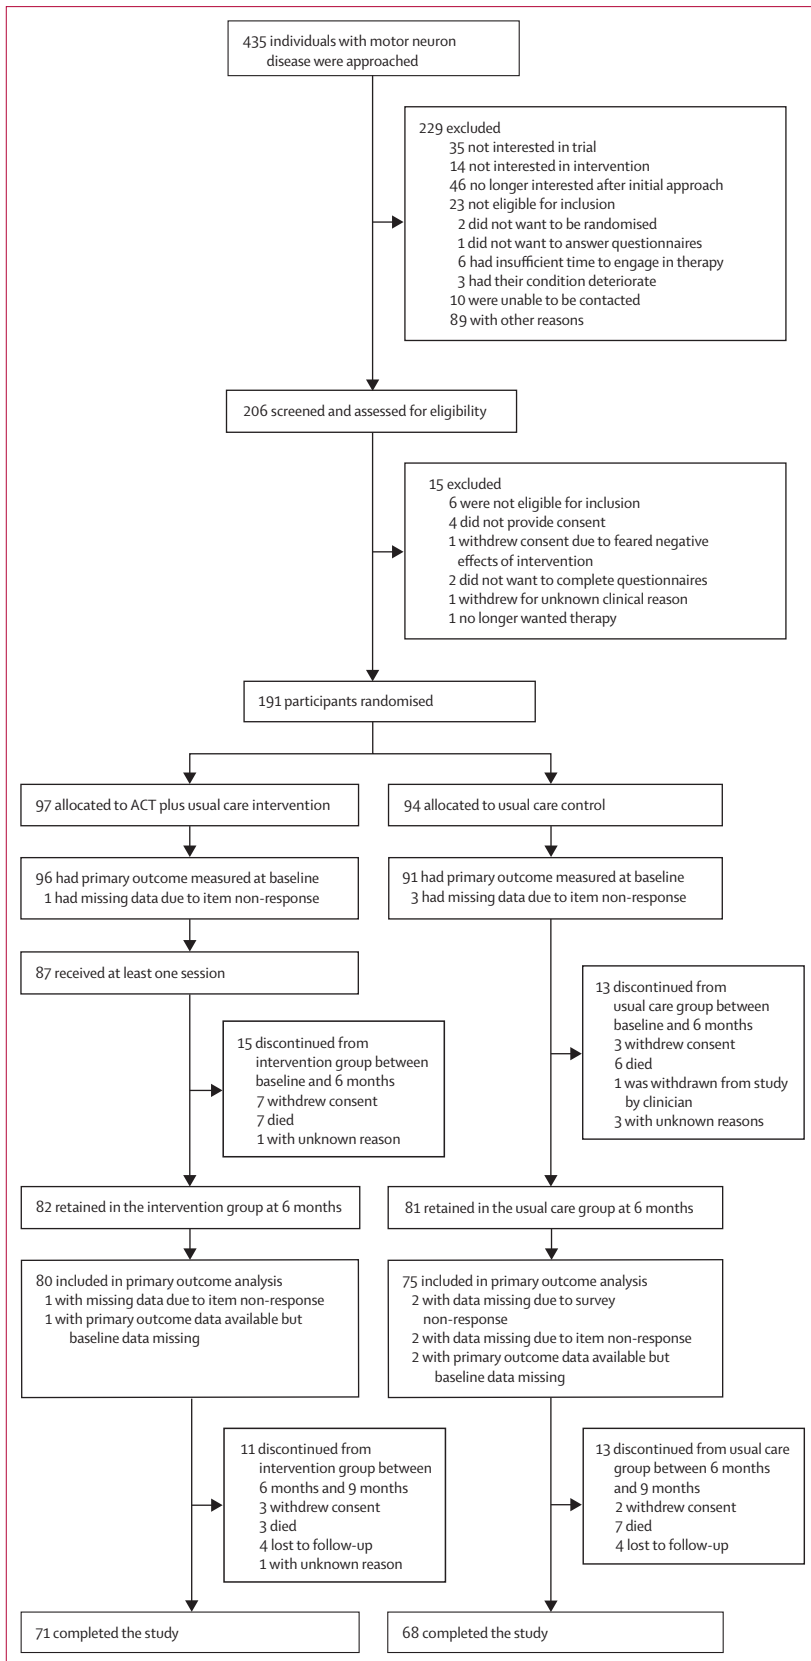 435 individuals with motor neuron
disease were approached
229 excluded
35 not interested in trial
14 not interested in intervention
46 no longer interested after initial approach
23 not eligible for inclusion
2 did not want to be randomised
1 did not want to answer questionnaires
6 had insufficient time to engage in therapy
3 had their condition deteriorate
10 were unable to be contacted
89 with other reasons
206 screened and assessed for eligibility
15 excluded
6 were not eligible for inclusion
4 did not provide consent
1 withdrew consent due to feared negative
effects of intervention
2 did not want to complete questionnaires
1 withdrew for unknown clinical reason
1 no longer wanted therapy
191 participants randomised
97 allocated to ACT plus usual care intervention
94 allocated to usual care control
96 had primary outcome measured at baseline
1 had missing data due to item non-response
91 had primary outcome measured at baseline
3 had missing data due to item non-response
87 received at least one session
13 discontinued from
usual care group between
baseline and 6 months
3 withdrew consent
6 died
1 was withdrawn from study
by clinician
3 with unknown reasons
15 discontinued from
intervention group between
baseline and 6 months
7 withdrew consent
7 died
1 with unknown reason
82 retained in the intervention group at 6 months
81 retained in the usual care group at 6 months
80 included in primary outcome analysis
1 with missing data due to item non-response
1 with primary outcome data available but
baseline data missing
75 included in primary outcome analysis
2 with data missing due to survey
non-response
2 with data missing due to item non-response
2 with primary outcome data available but
baseline data missing
11 discontinued from
intervention group between
6 months and 9 months
3 withdrew consent
3 died
4 lost to follow-up
1 with unknown reason
13 discontinued from usual care
group between 6 months
and 9 months
2 withdrew consent
7 died
4 lost to follow-up
71 completed the study
68 completed the study